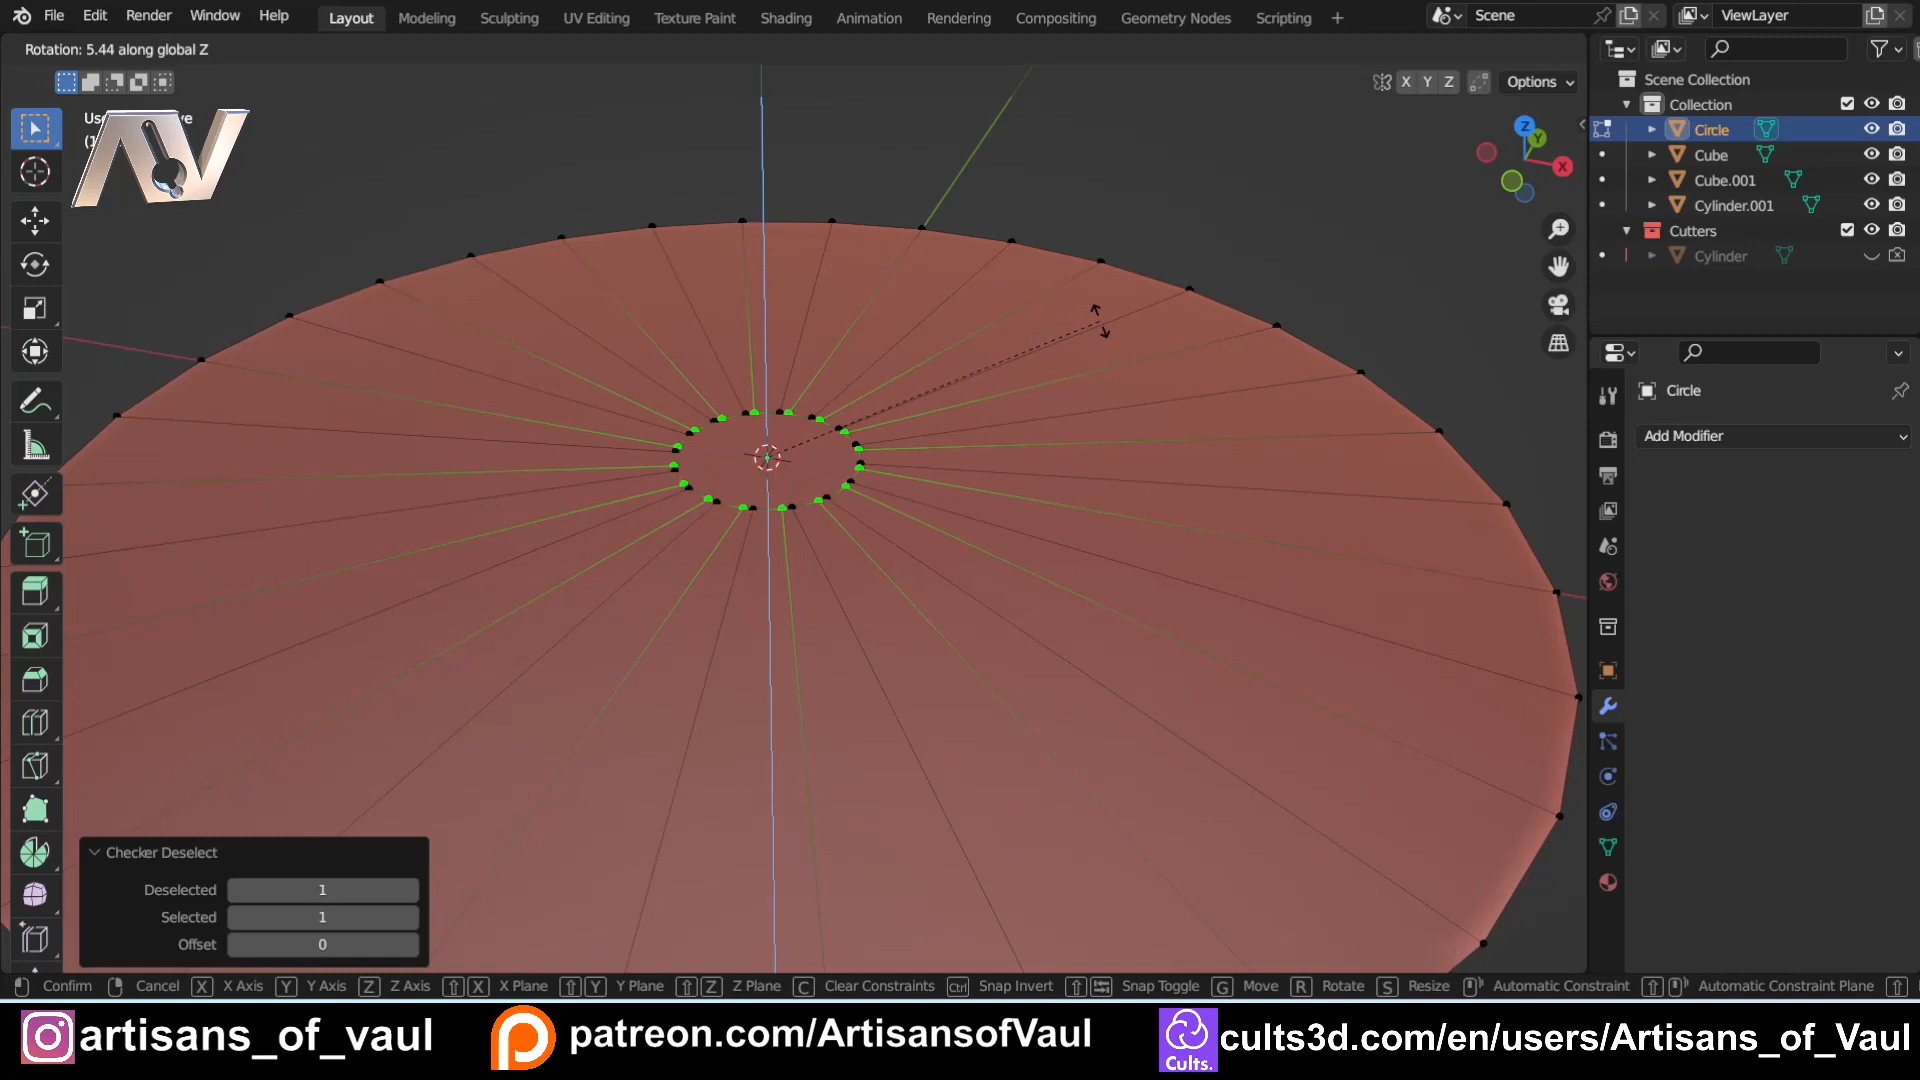 File Edit Render Window Help Layout Modeling Sculpting UV Editing Texture Paint Shading Animation Rendering Compositing Geometry Nodes Scripting + Scene ViewLayer
Rotation: 5.44 along global Z
X Y Z Options
Scene Collection
Collection
Circle
Cube
Cube.001
Cylinder.001
Cutters
Cylinder
Z Y X
AV
Circle
Add Modifier
Checker Deselect
Deselected 1
Selected 1
Offset 0
Confirm Cancel X X Axis Y Y Axis Z Z Axis X X Plane Y Y Plane Z Z Plane C Clear Constraints Ctrl Snap Invert Snap Toggle G Move R Rotate S Resize Automatic Constraint Automatic Constraint Plane
artisans_of_vaul patreon.com/ArtisansofVaul Cults. cults3d.com/en/users/Artisans_of_Vaul